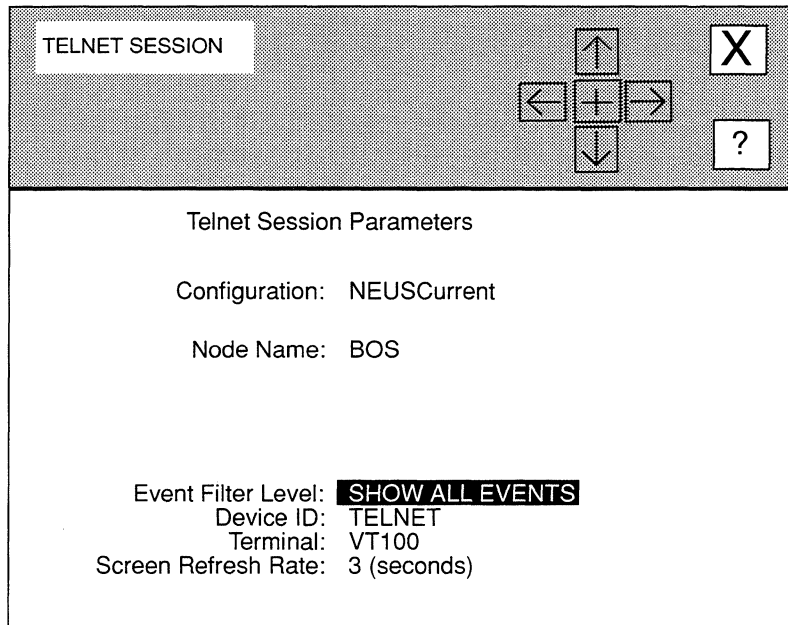 TELNET SESSION
X
?
Telnet Session Parameters
Configuration: NEUSCurrent
Node Name: BOS
Event Filter Level: SHOW ALL EVENTS
Device ID: TELNET
Terminal: VT100
Screen Refresh Rate: 3 (seconds)